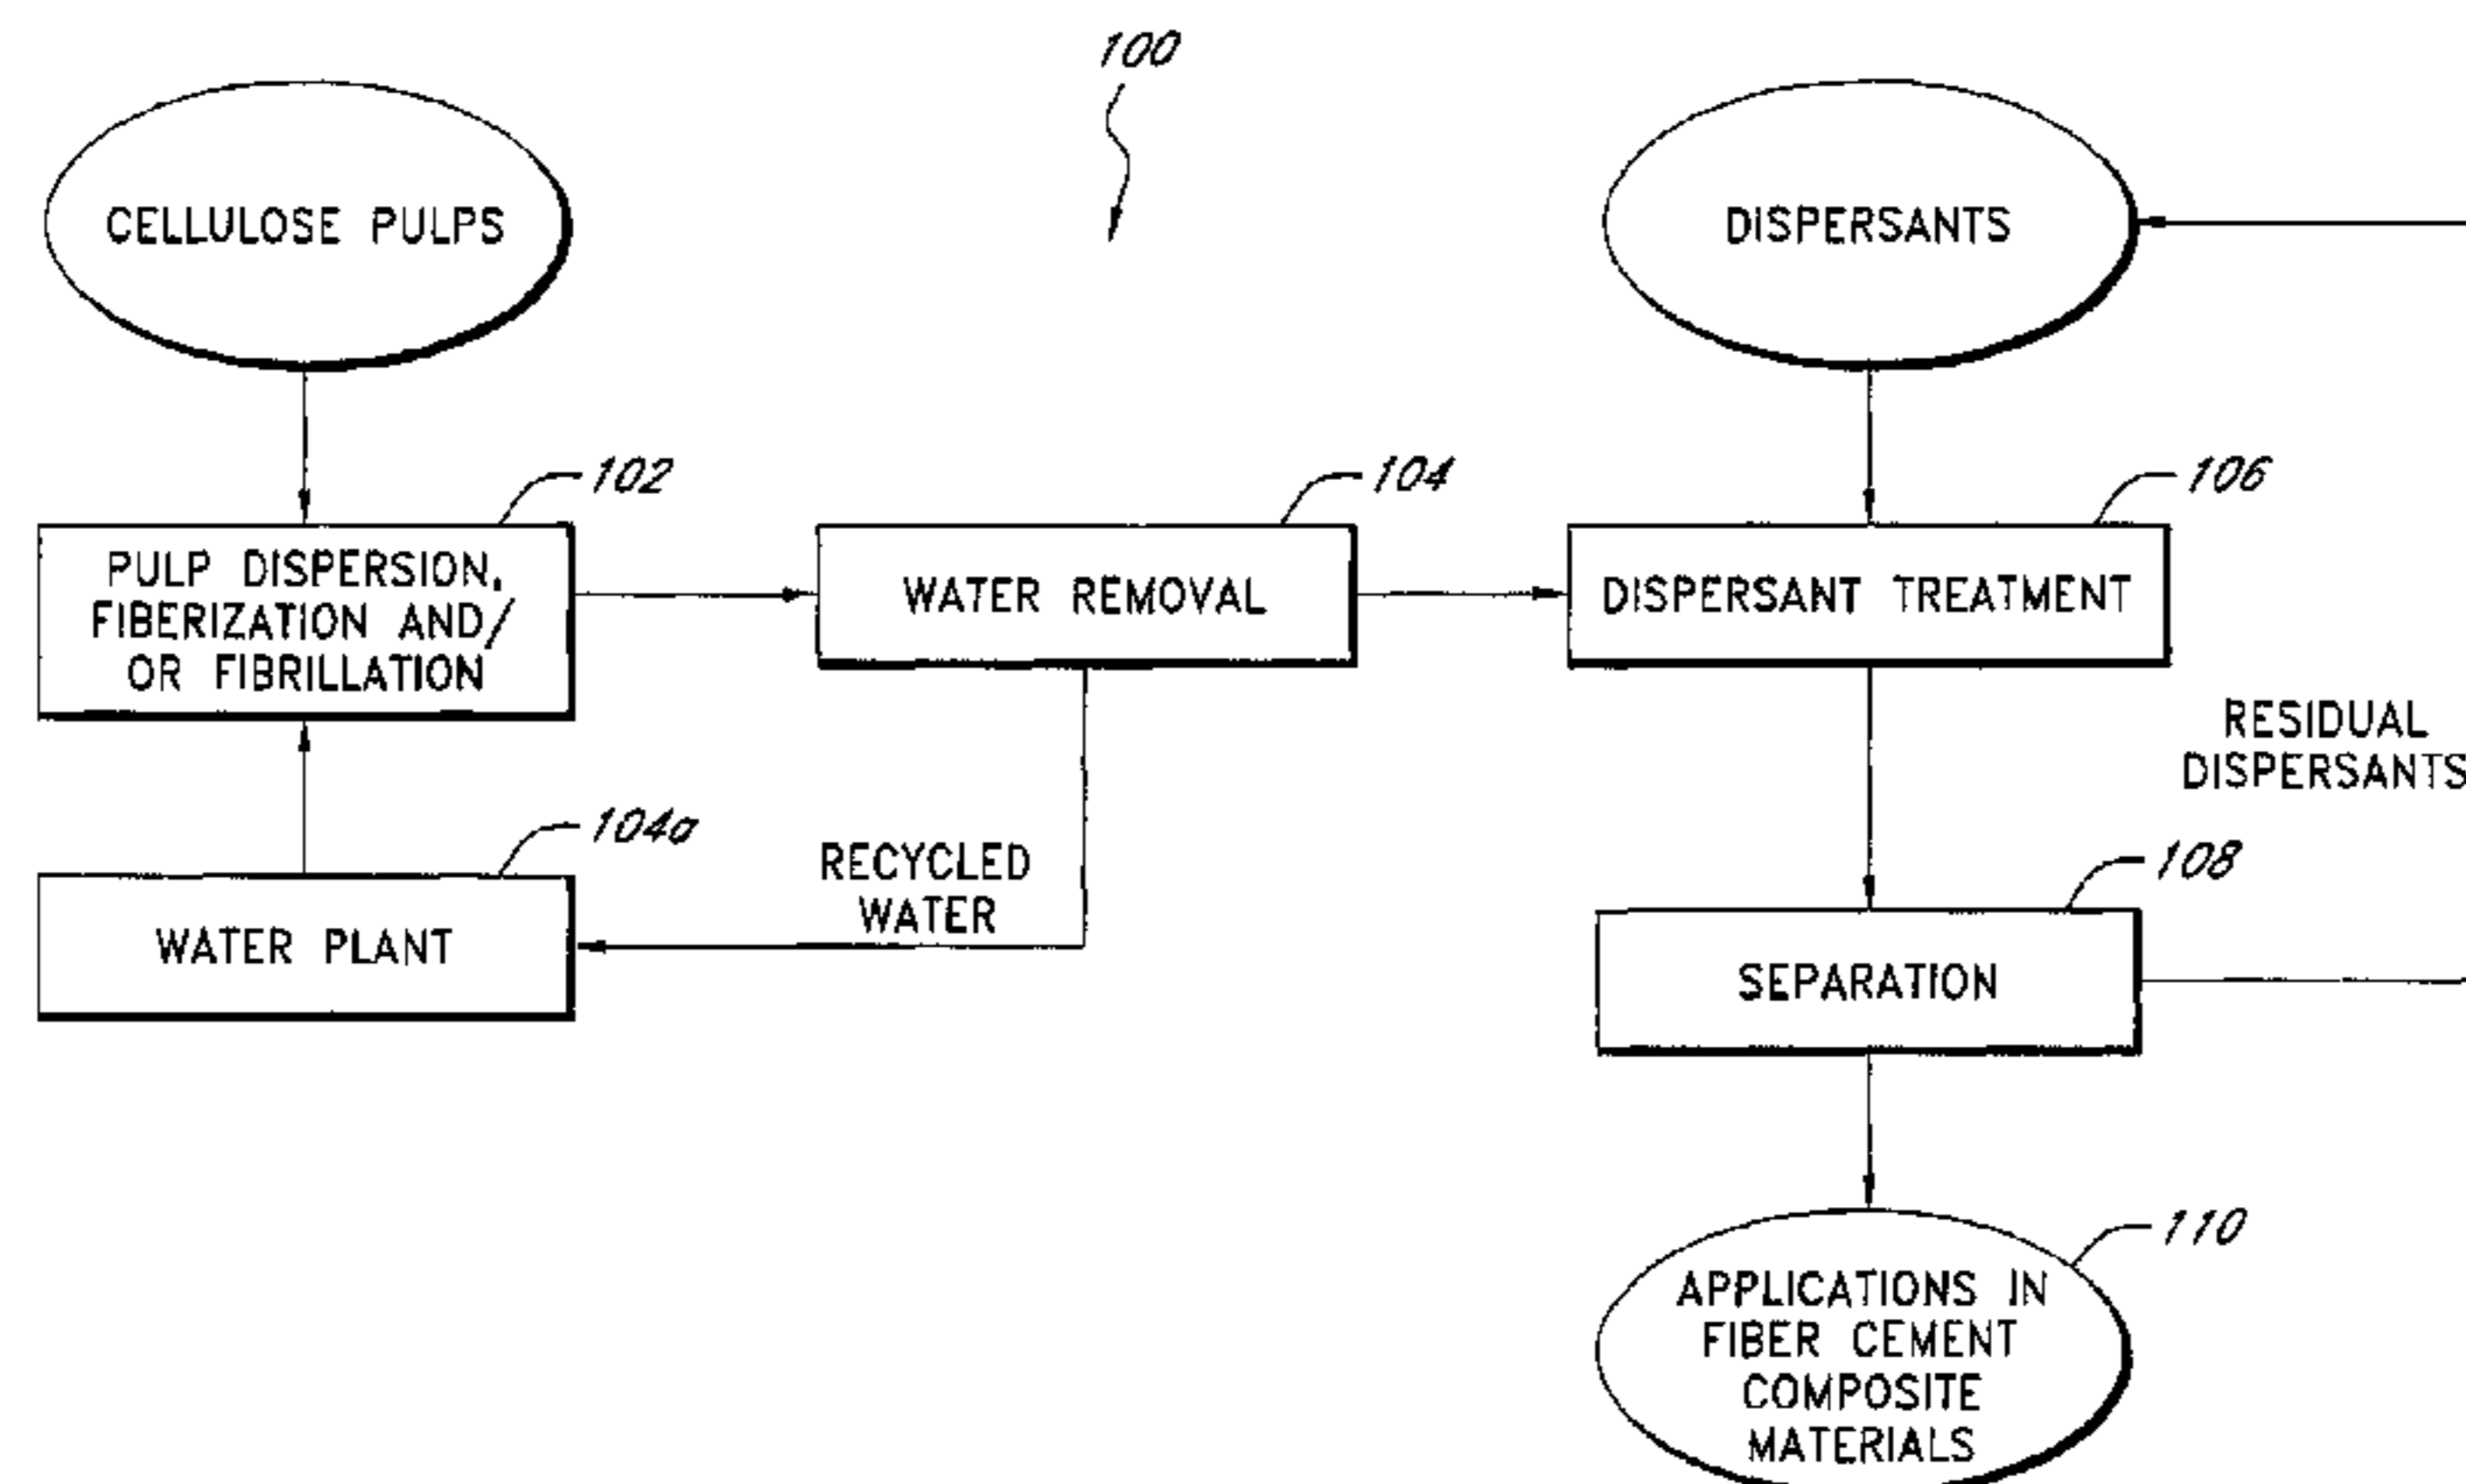 100
CELLULOSE PULPS
DISPERSANTS
102
104
106
PULP DISPERSION,
FIBERIZATION AND/
OR FIBRILLATION
WATER REMOVAL
DISPERSANT TREATMENT
RESIDUAL
DISPERSANTS
104a
RECYCLED
WATER
108
WATER PLANT
SEPARATION
110
APPLICATIONS IN
FIBER CEMENT
COMPOSITE
MATERIALS